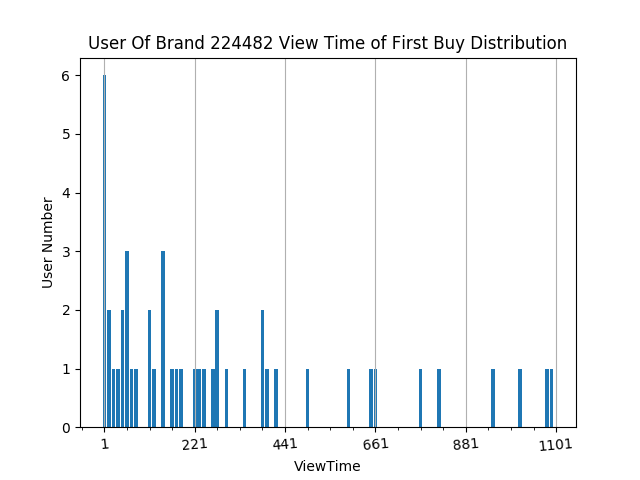 User Of Brand 224482 View Time of First Buy Distribution
6
5
4
3
2
1
0
User Number
1 221 441 661 881 1101
ViewTime